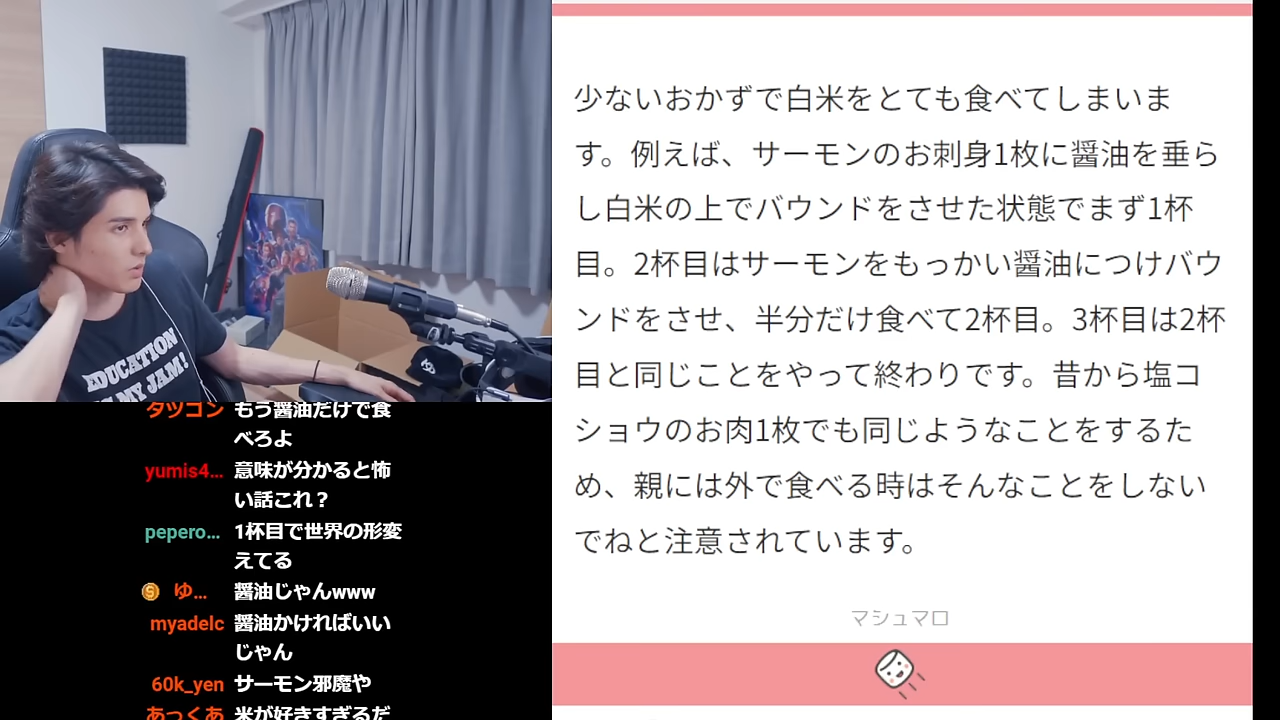 少ないおかずで白米をとても食べてしまいま
す。例えば、サーモンのお刺身1枚に醤油を垂ら
し白米の上でバウンドをさせた状態でまず1杯
目。2杯目はサーモンをもっかい醤油につけバウ
ンドをさせ、半分だけ食べて2杯目。3杯目は2杯
目と同じことをやって終わりです。昔から塩コ
ショウのお肉1枚でも同じようなことをするた
め、親には外で食べる時はそんなことをしない
でねと注意されています。
マシュマロ
EDUCATION
MY JAM!
タツコン もう醤油だけで食
べろよ
yumis4... 意味が分かると怖
い話これ？
pepero... 1杯目で世界の形変
えてる
ゆ... 醤油じゃんwww
myadelc 醤油かければいい
じゃん
60k_yen サーモン邪魔や
あっくあ 米が好きすぎるだ